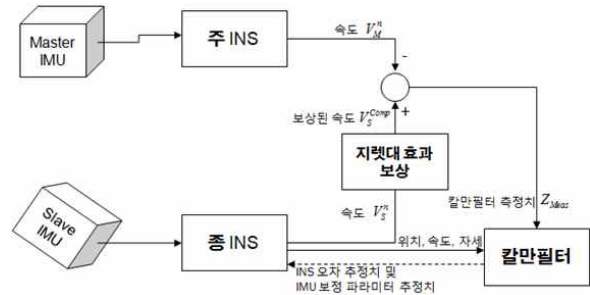 Master
IMU
주 INS
속도 V_M^n
-
보상된 속도 V_S^Comp
+
지렛대 효과
보상
Slave
IMU
속도 V_S^n
칼만필터 측정치 Z_Meas
종 INS
위치, 속도, 자세
칼만필터
INS 오차 추정치 및
IMU 보정 파라미터 추정치